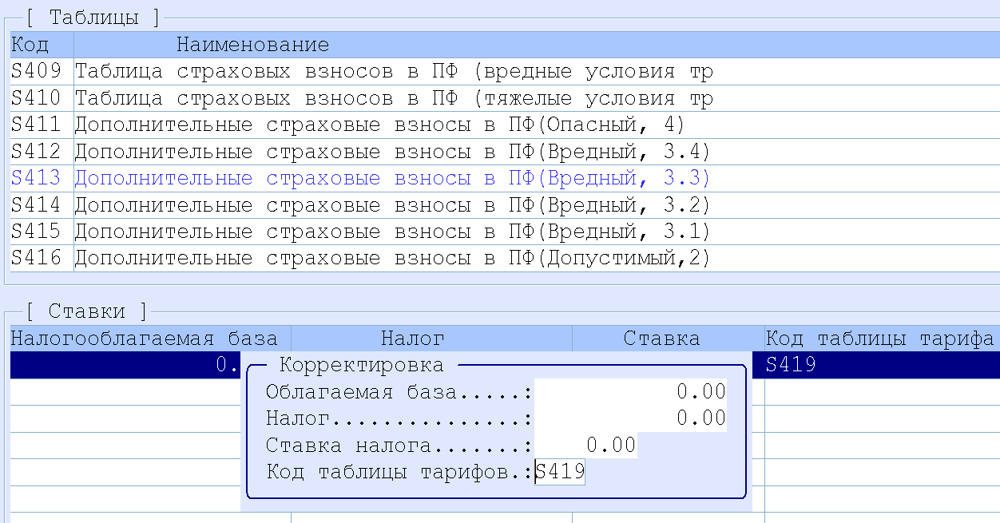 [ Таблицы ]
Код Наименование
S409 Таблица страховых взносов в ПФ (вредные условия тр
S410 Таблица страховых взносов в ПФ (тяжелые условия тр
S411 Дополнительные страховые взносы в ПФ(Опасный, 4)
S412 Дополнительные страховые взносы в ПФ(Вредный, 3.4)
S413 Дополнительные страховые взносы в ПФ(Вредный, 3.3)
S414 Дополнительные страховые взносы в ПФ(Вредный, 3.2)
S415 Дополнительные страховые взносы в ПФ(Вредный, 3.1)
S416 Дополнительные страховые взносы в ПФ(Допустимый,2)
[ Ставки ]
Налогооблагаемая база Налог Ставка Код таблицы тарифа
0. S419
Корректировка
Облагаемая база.....: 0.00
Налог...............: 0.00
Ставка налога.......: 0.00
Код таблицы тарифов.:S419